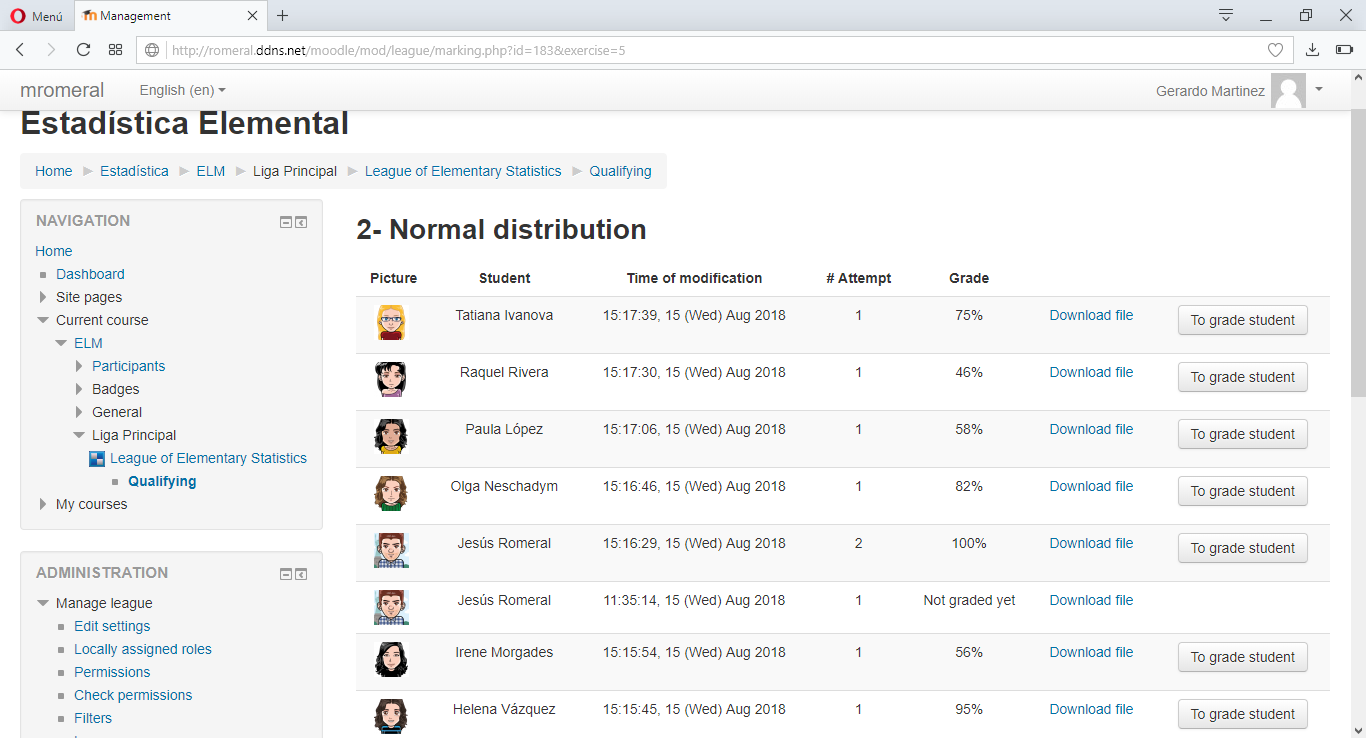 Menú
Management
http://romeral.ddns.net/moodle/mod/league/marking.php?id=183&exercise=5
mromeral English (en) Gerardo Martinez
Estadística Elemental
Home Estadística ELM Liga Principal League of Elementary Statistics Qualifying
NAVIGATION
Home
Dashboard
Site pages
Current course
ELM
Participants
Badges
General
Liga Principal
League of Elementary Statistics
Qualifying
My courses
ADMINISTRATION
Manage league
Edit settings
Locally assigned roles
Permissions
Check permissions
Filters
2- Normal distribution
Picture Student Time of modification # Attempt Grade
Tatiana Ivanova 15:17:39, 15 (Wed) Aug 2018 1 75% Download file To grade student
Raquel Rivera 15:17:30, 15 (Wed) Aug 2018 1 46% Download file To grade student
Paula López 15:17:06, 15 (Wed) Aug 2018 1 58% Download file To grade student
Olga Neschadym 15:16:46, 15 (Wed) Aug 2018 1 82% Download file To grade student
Jesús Romeral 15:16:29, 15 (Wed) Aug 2018 2 100% Download file To grade student
Jesús Romeral 11:35:14, 15 (Wed) Aug 2018 1 Not graded yet Download file
Irene Morgades 15:15:54, 15 (Wed) Aug 2018 1 56% Download file To grade student
Helena Vázquez 15:15:45, 15 (Wed) Aug 2018 1 95% Download file To grade student